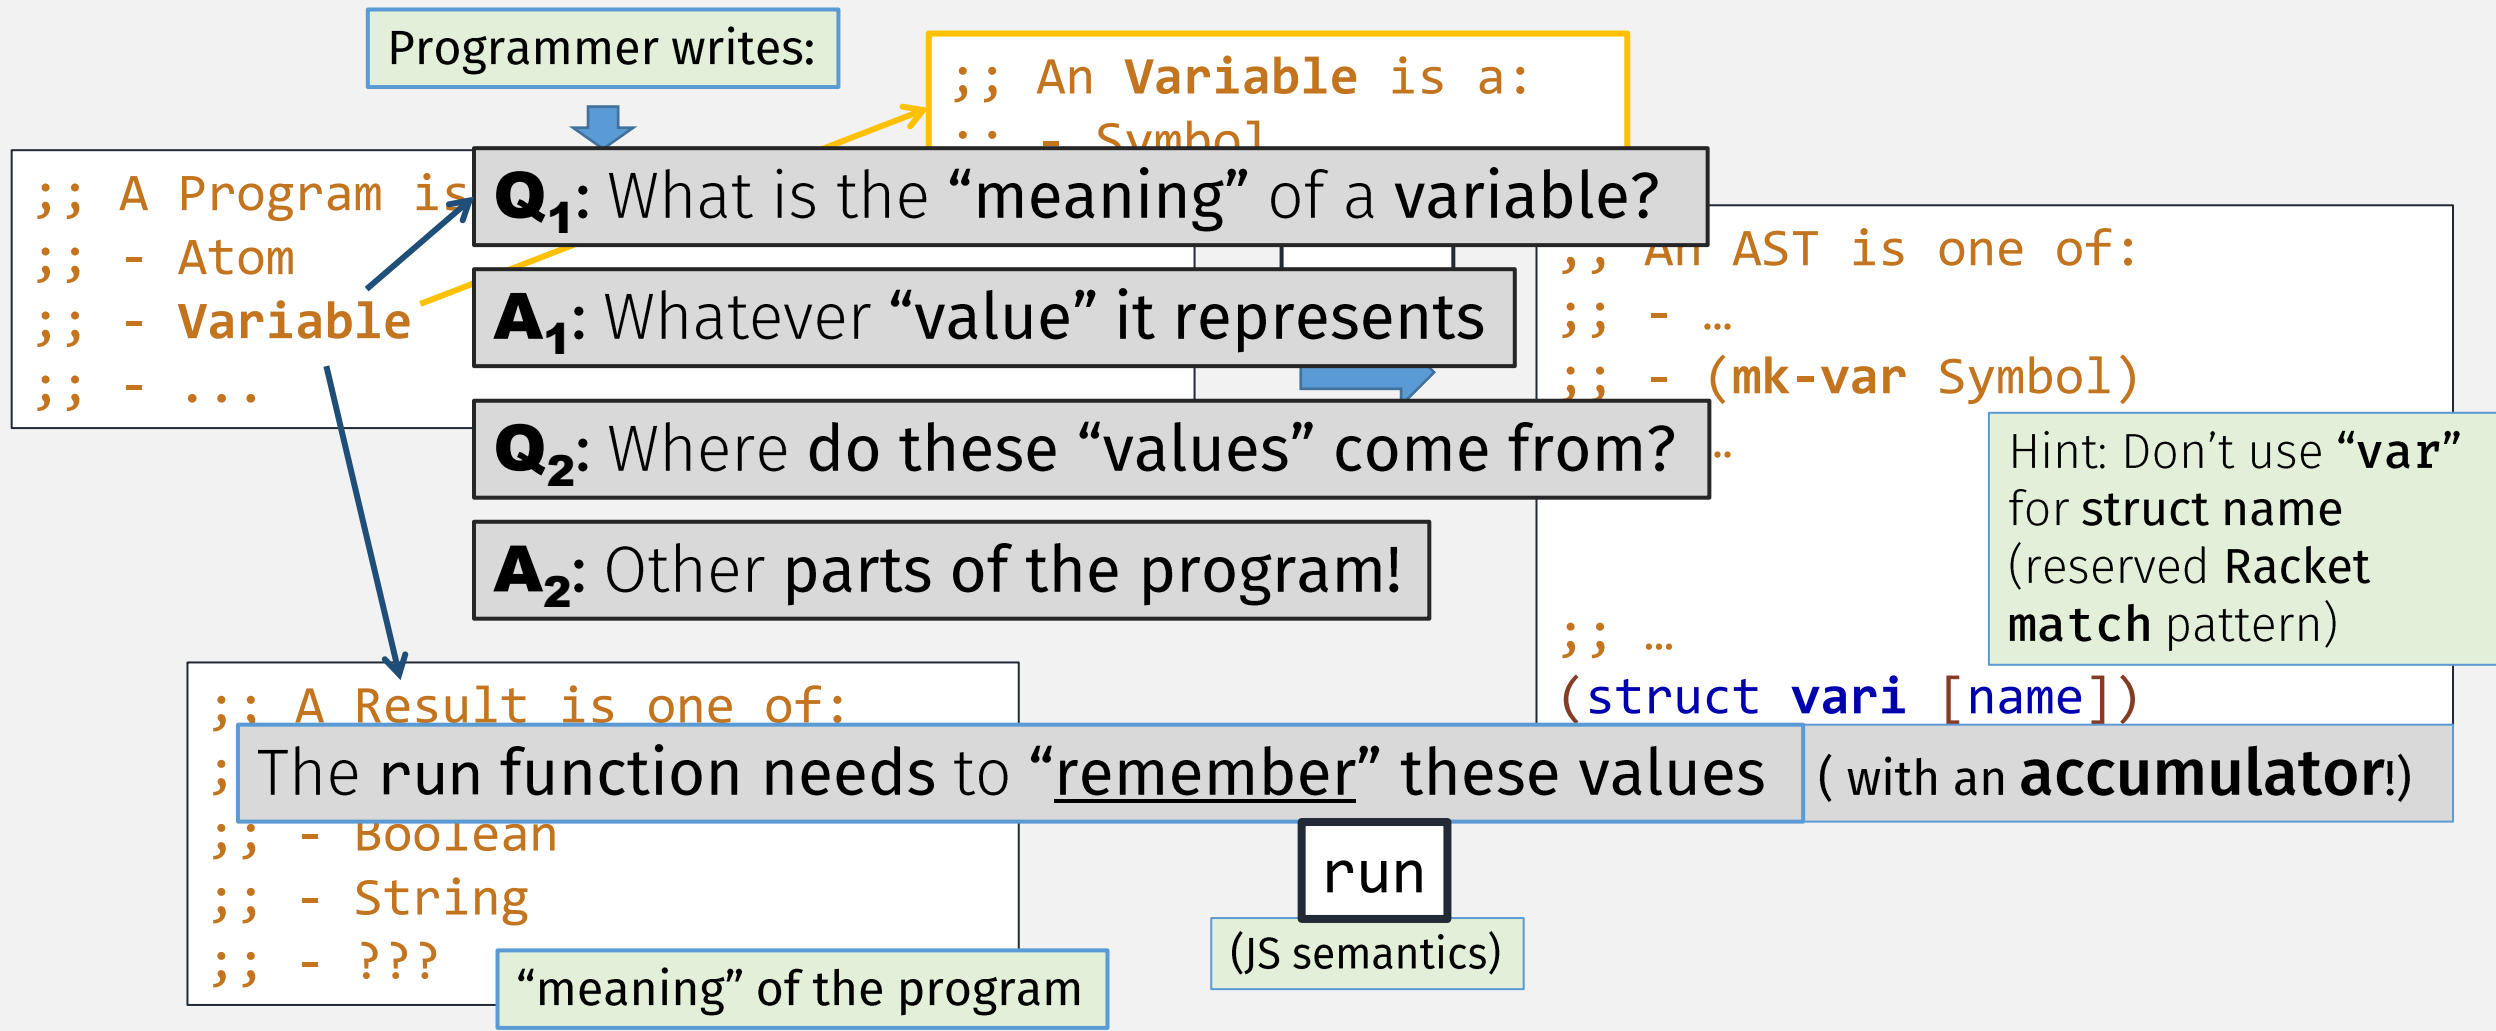 Programmer writes:
;; An Variable is a:
;; - Symbol
;; A Program is
;; - Atom
;; - Variable
;; - ...
Q1: What is the “meaning” of a variable?
A1: Whatever “value” it represents
Q2: Where do these “values” come from?
A2: Other parts of the program!
;; An AST is one of:
;; - …
;; - (mk-var Symbol)
…
Hint: Don’t use “var”
for struct name
(reserved Racket
match pattern)
;; …
(struct vari [name])
;; A Result is one of:
The run function needs to “remember” these values ( with an accumulator!)
;; - Boolean
;; - String
;; - ???
“meaning” of the program
run
(JS semantics)